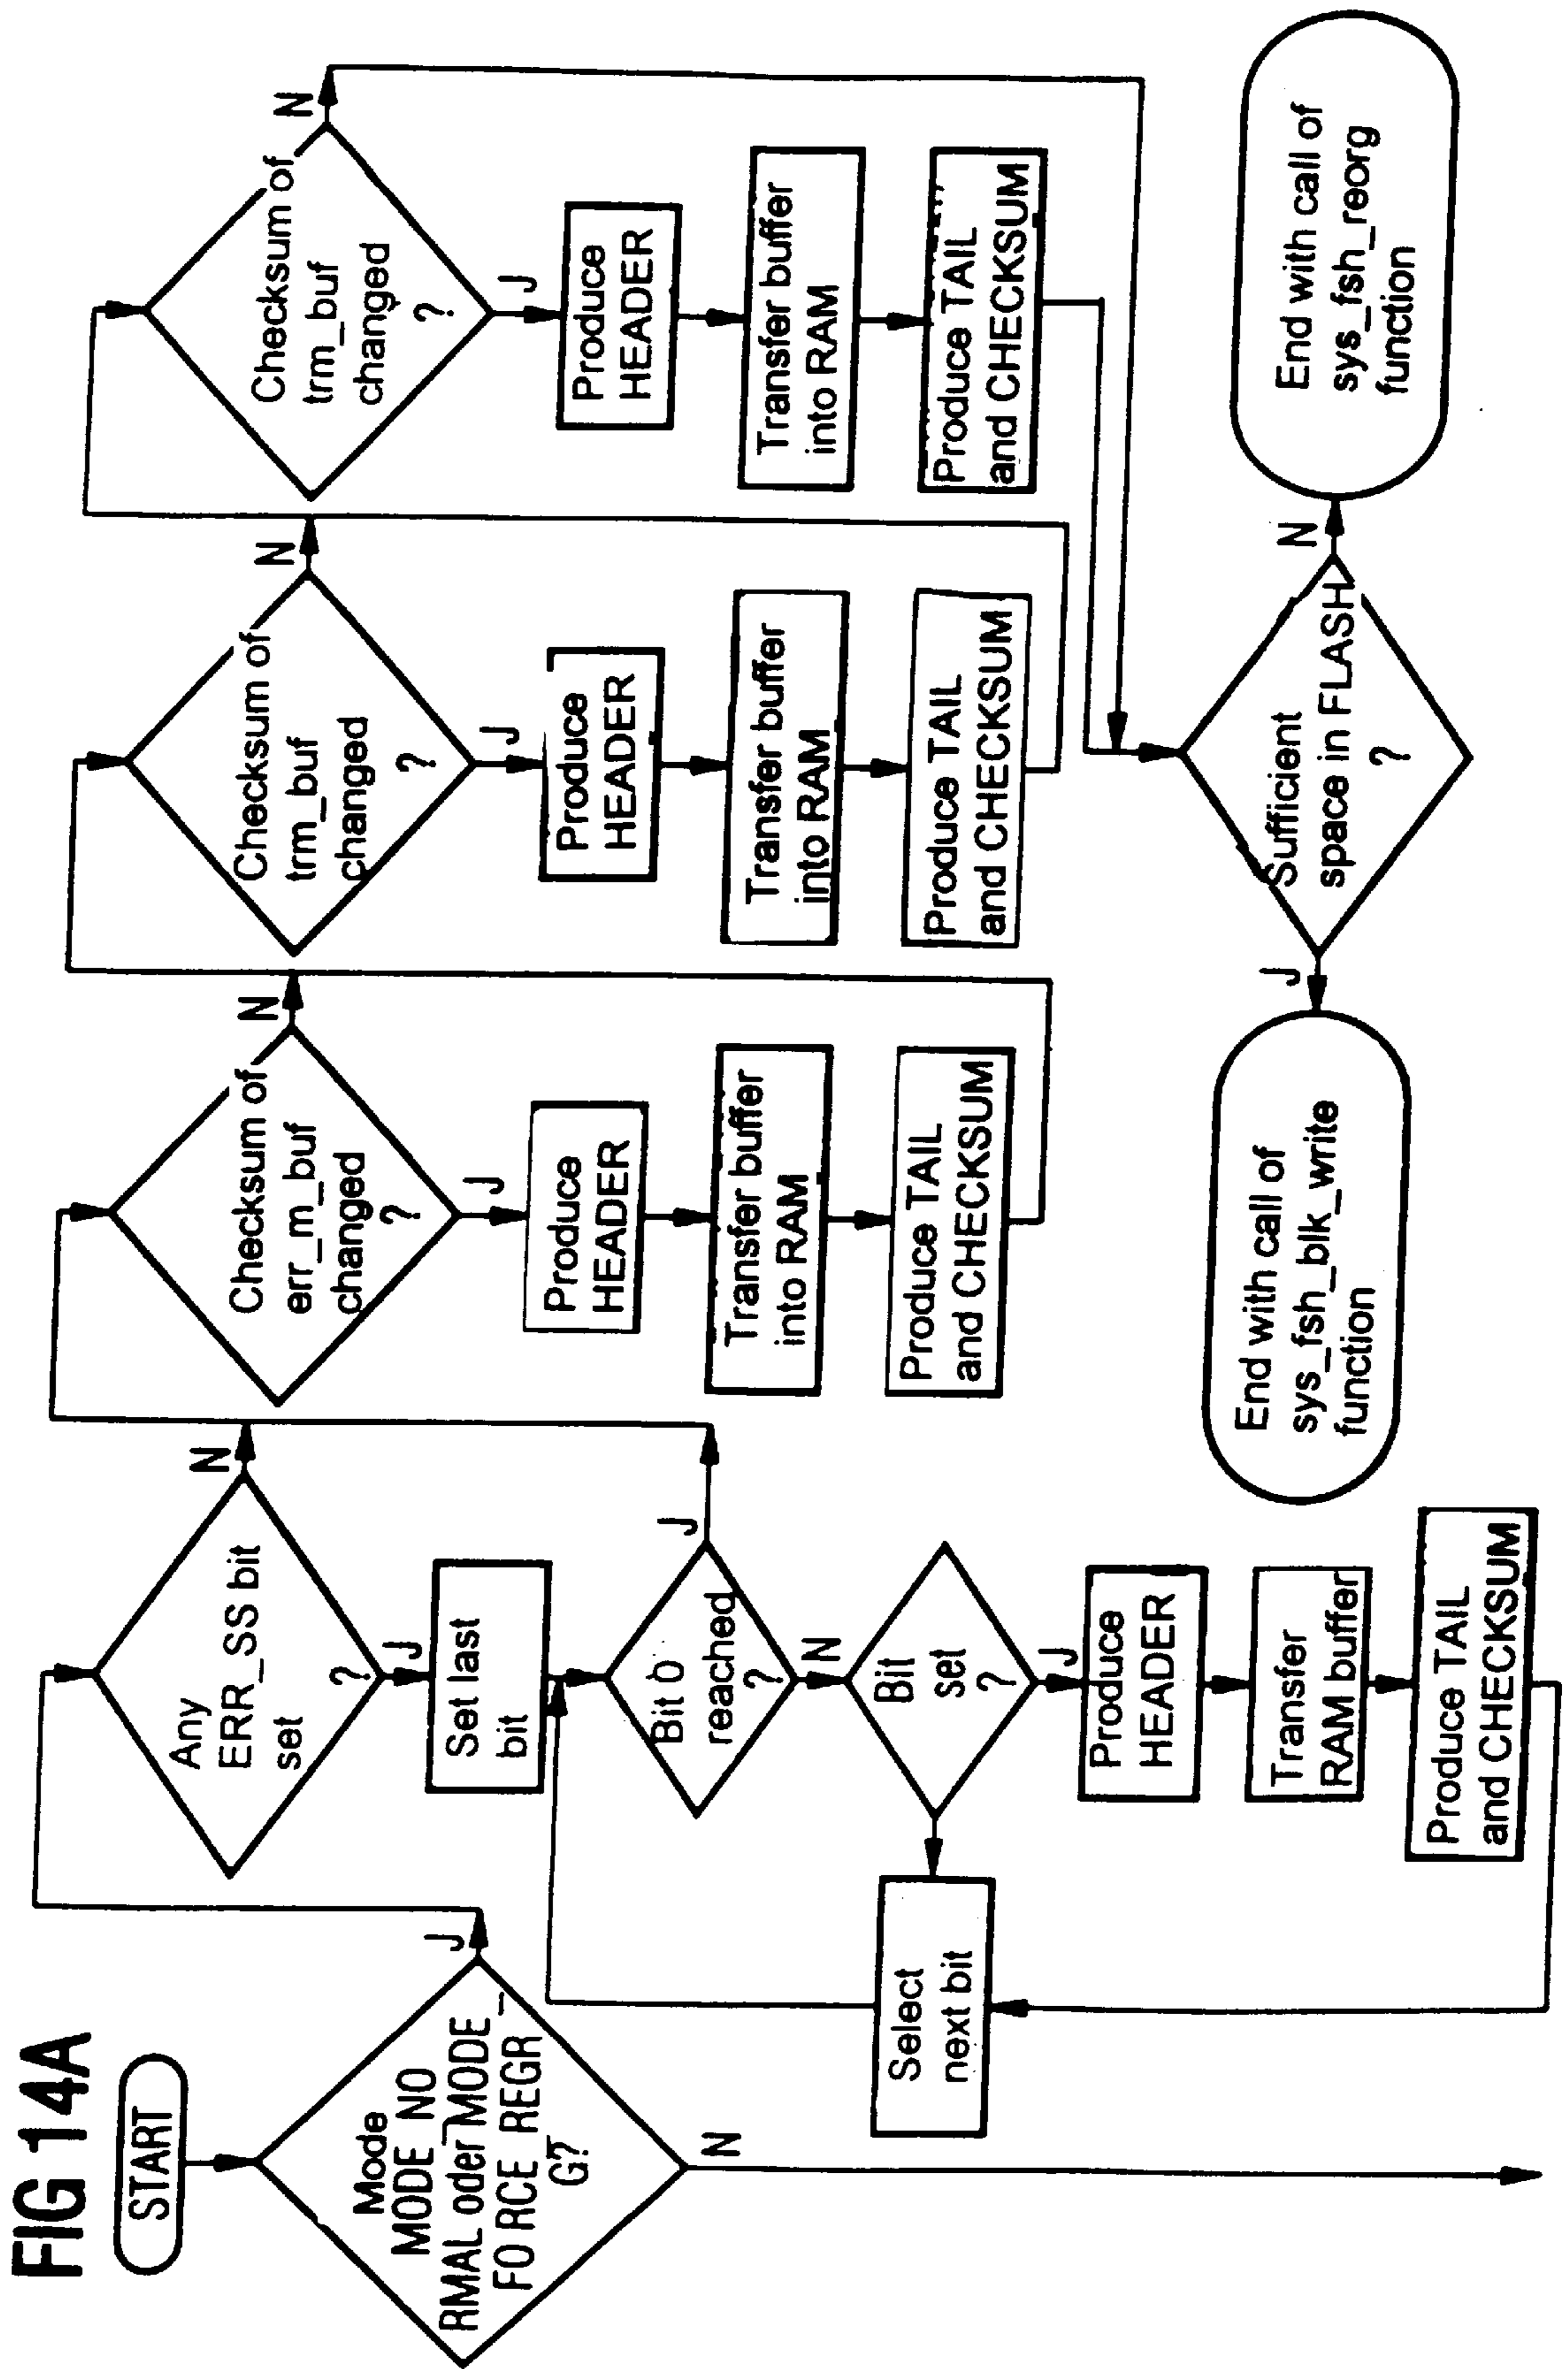 FIG 14A
START
Mode
MODE_NO
RMAL oder MODE_
FO RCE_REGR
G?
J
N
Any
ERR_SS bit
set
?
N
J
Set last
bit
Bit 0
reached
?
J
N
Bit
set
?
J
Select
next bit
Produce
HEADER
Transfer
RAM buffer
Produce TAIL
and CHECKSUM
Checksum of
err_m_buf
changed
?
N
J
Produce
HEADER
Transfer buffer
into RAM
Produce TAIL
and CHECKSUM
Checksum of
trm_buf
changed
?
N
J
Produce
HEADER
Transfer buffer
into RAM
Produce TAIL
and CHECKSUM
Checksum of
trm_buf
changed
?
N
J
Produce
HEADER
Transfer buffer
into RAM
Produce TAIL
and CHECKSUM
Sufficient
space in FLASH
?
J
N
End with call of
sys_fsh_blk_write
function
End with call of
sys_fsh_reorg
function